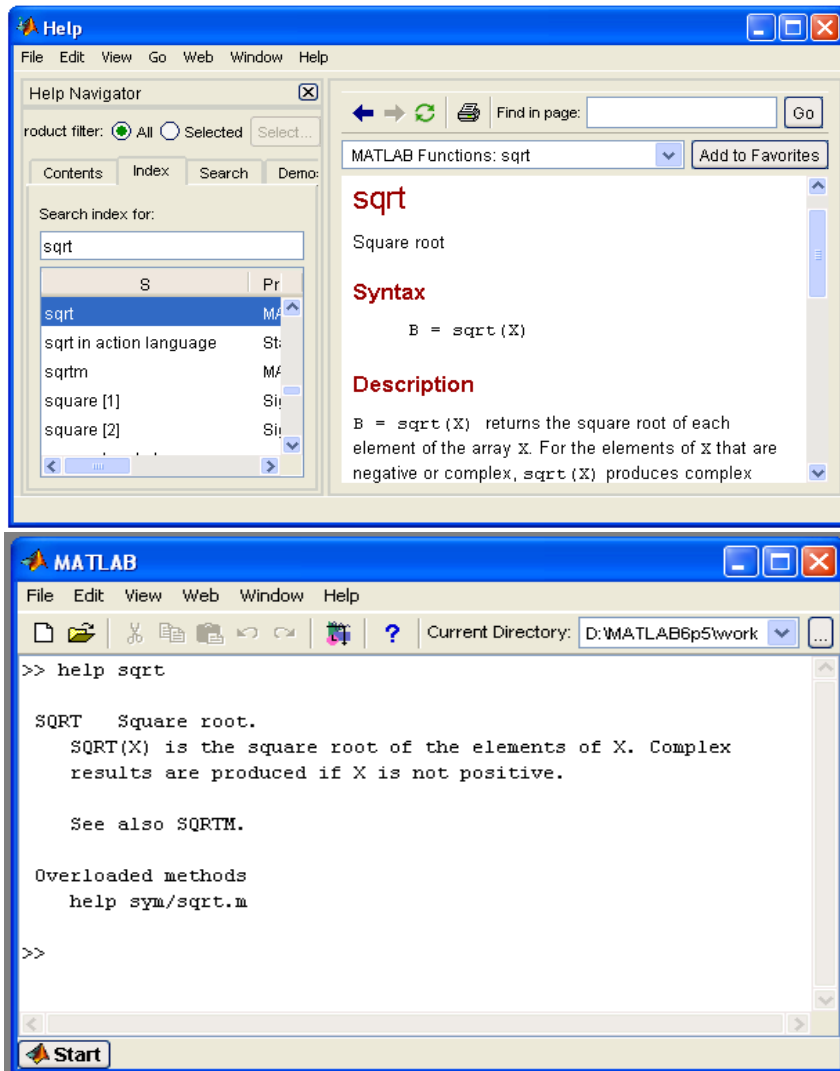 Help
File Edit View Go Web Window Help
Help Navigator
roduct filter: All Selected Select...
Contents Index Search Demo:
Search index for:
sqrt
S Pr
sqrt MA
sqrt in action language St
sqrtm MA
square [1] Sig
square [2] Sig
Find in page: Go
MATLAB Functions: sqrt Add to Favorites
sqrt
Square root
Syntax
B = sqrt(X)
Description
B = sqrt(X) returns the square root of each
element of the array X. For the elements of X that are
negative or complex, sqrt(X) produces complex
MATLAB
File Edit View Web Window Help
? Current Directory: D:\MATLAB6p5\work ...
>> help sqrt
SQRT Square root.
SQRT(X) is the square root of the elements of X. Complex
results are produced if X is not positive.
See also SQRTM.
Overloaded methods
help sym/sqrt.m
>>
Start